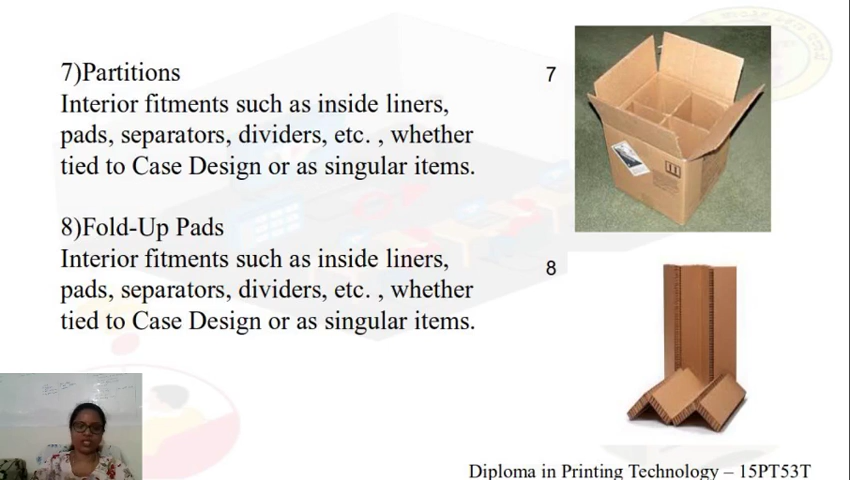 7)Partitions
Interior fitments such as inside liners,
pads, separators, dividers, etc. , whether
tied to Case Design or as singular items.
7
8)Fold-Up Pads
Interior fitments such as inside liners,
pads, separators, dividers, etc. , whether
tied to Case Design or as singular items.
8
Diploma in Printing Technology – 15PT53T